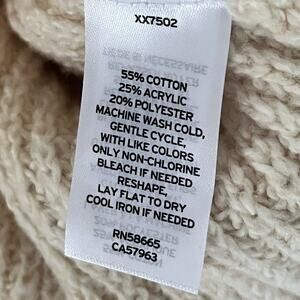 XX7502
55% COTTON
25% ACRYLIC
20% POLYESTER
MACHINE WASH COLD,
GENTLE CYCLE,
WITH LIKE COLORS
ONLY NON-CHLORINE
BLEACH IF NEEDED
RESHAPE,
LAY FLAT TO DRY
COOL IRON IF NEEDED
RN58665
CA57963